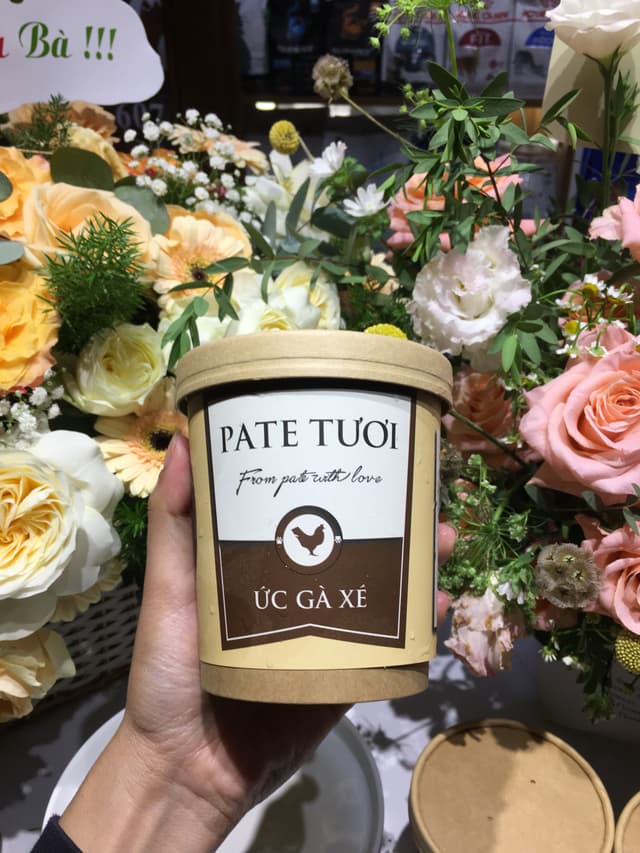 Bà !!!
PATE TƯƠI
From pate with love
ỨC GÀ XÉ